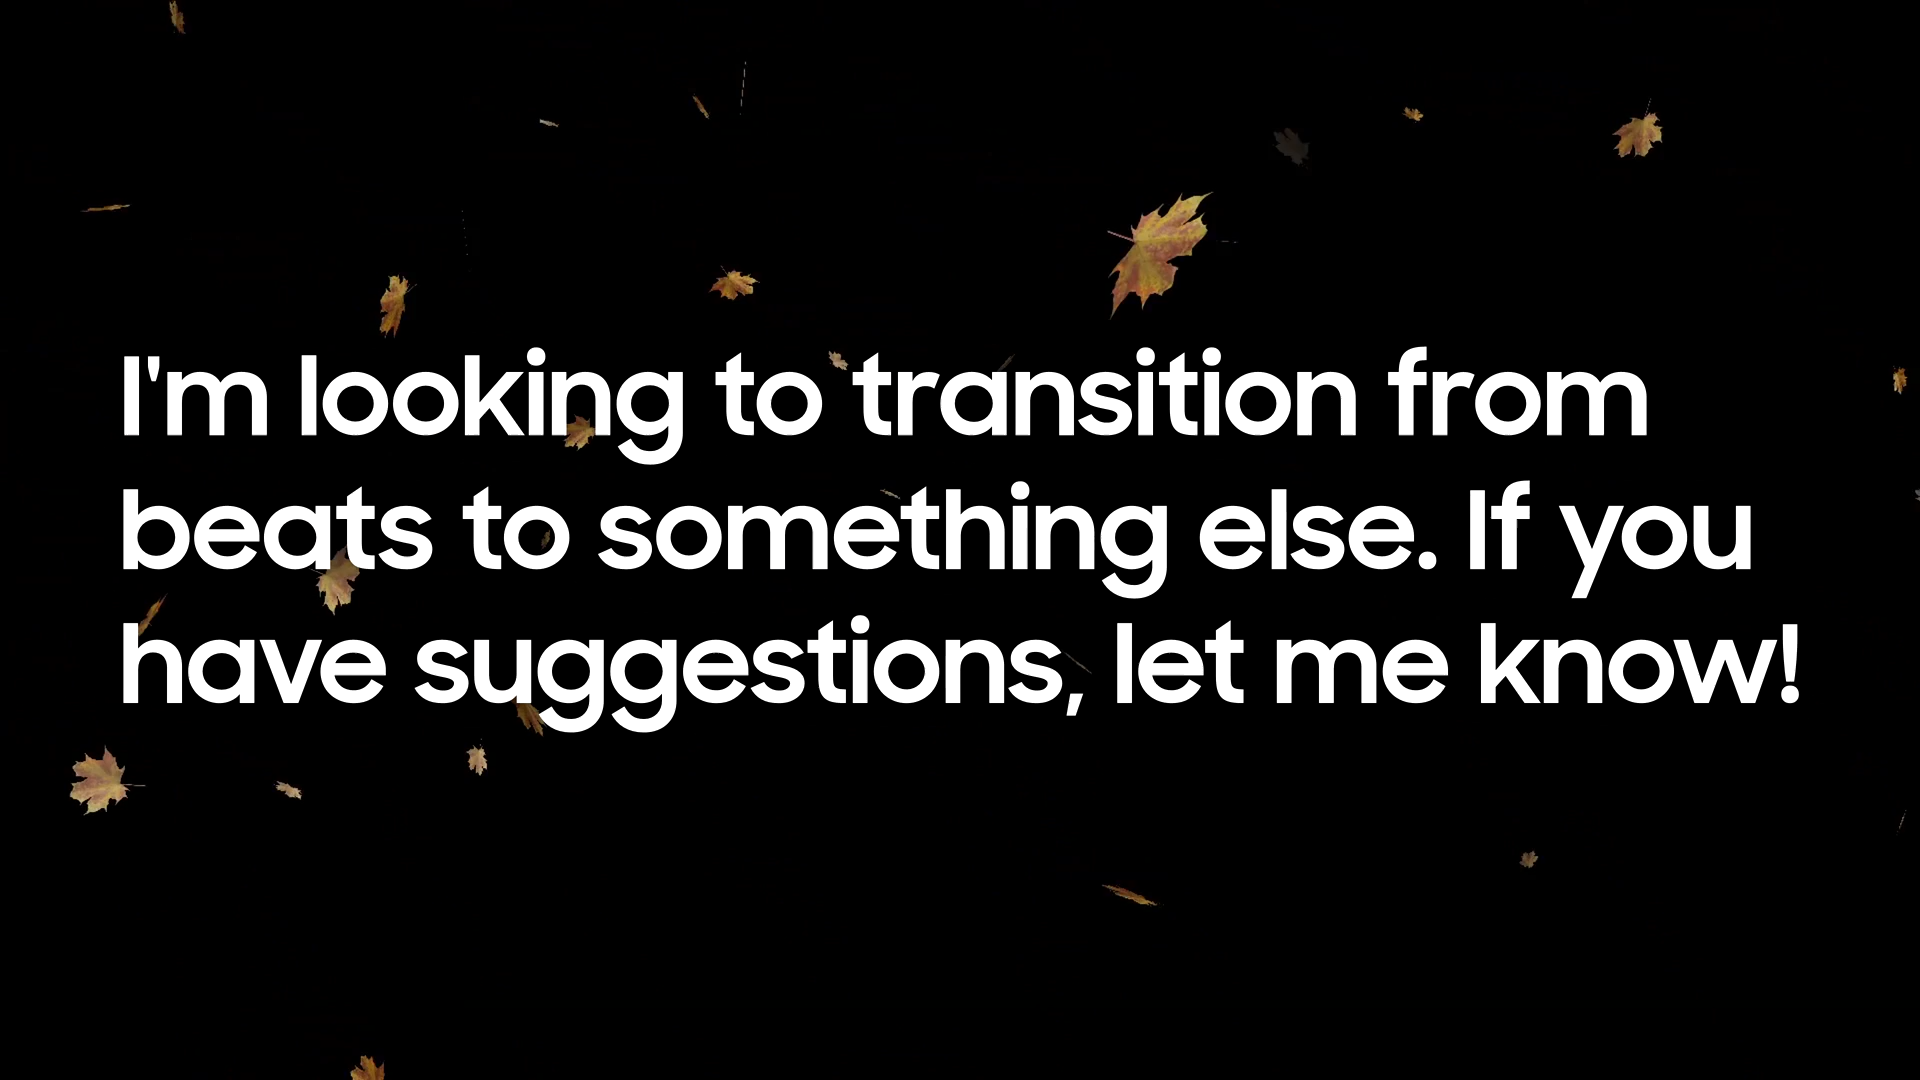 I'm looking to transition from
beats to something else. If you
have suggestions, let me know!